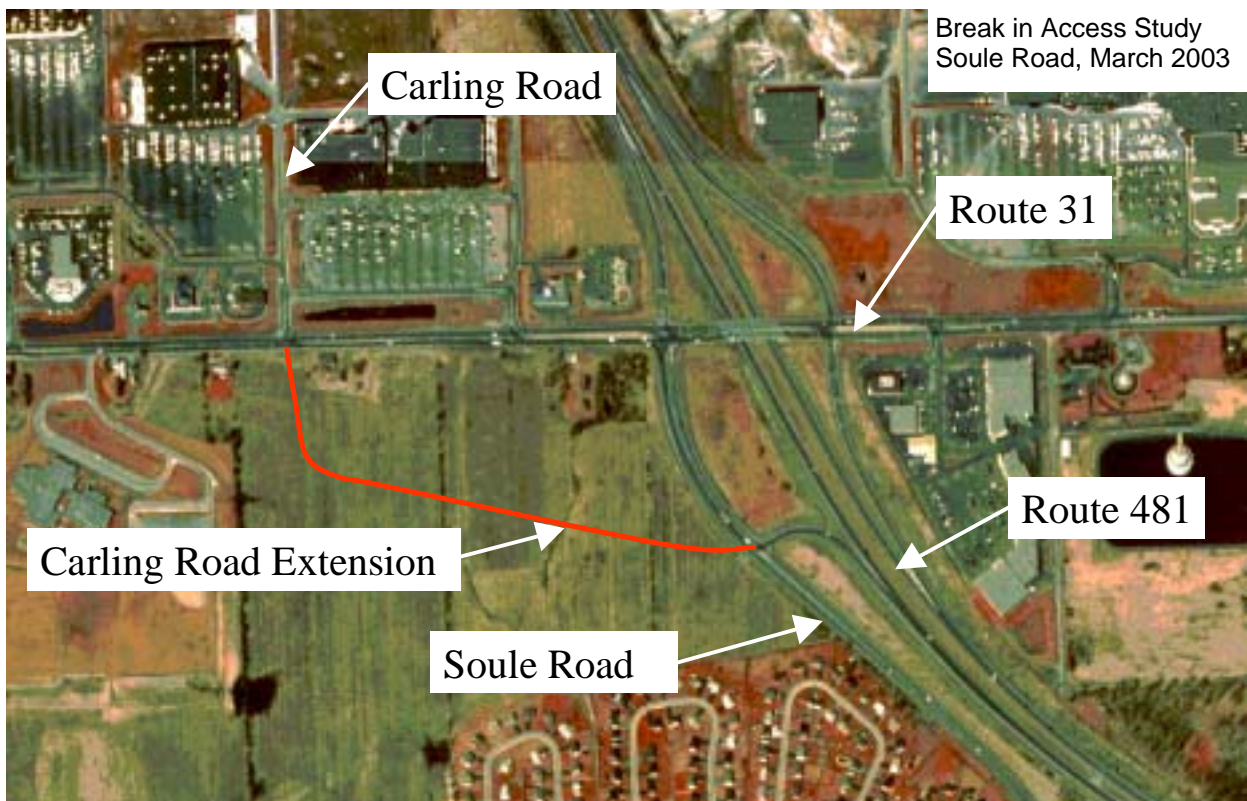 Break in Access Study
Soule Road, March 2003
Carling Road
Route 31
Route 481
Carling Road Extension
Soule Road